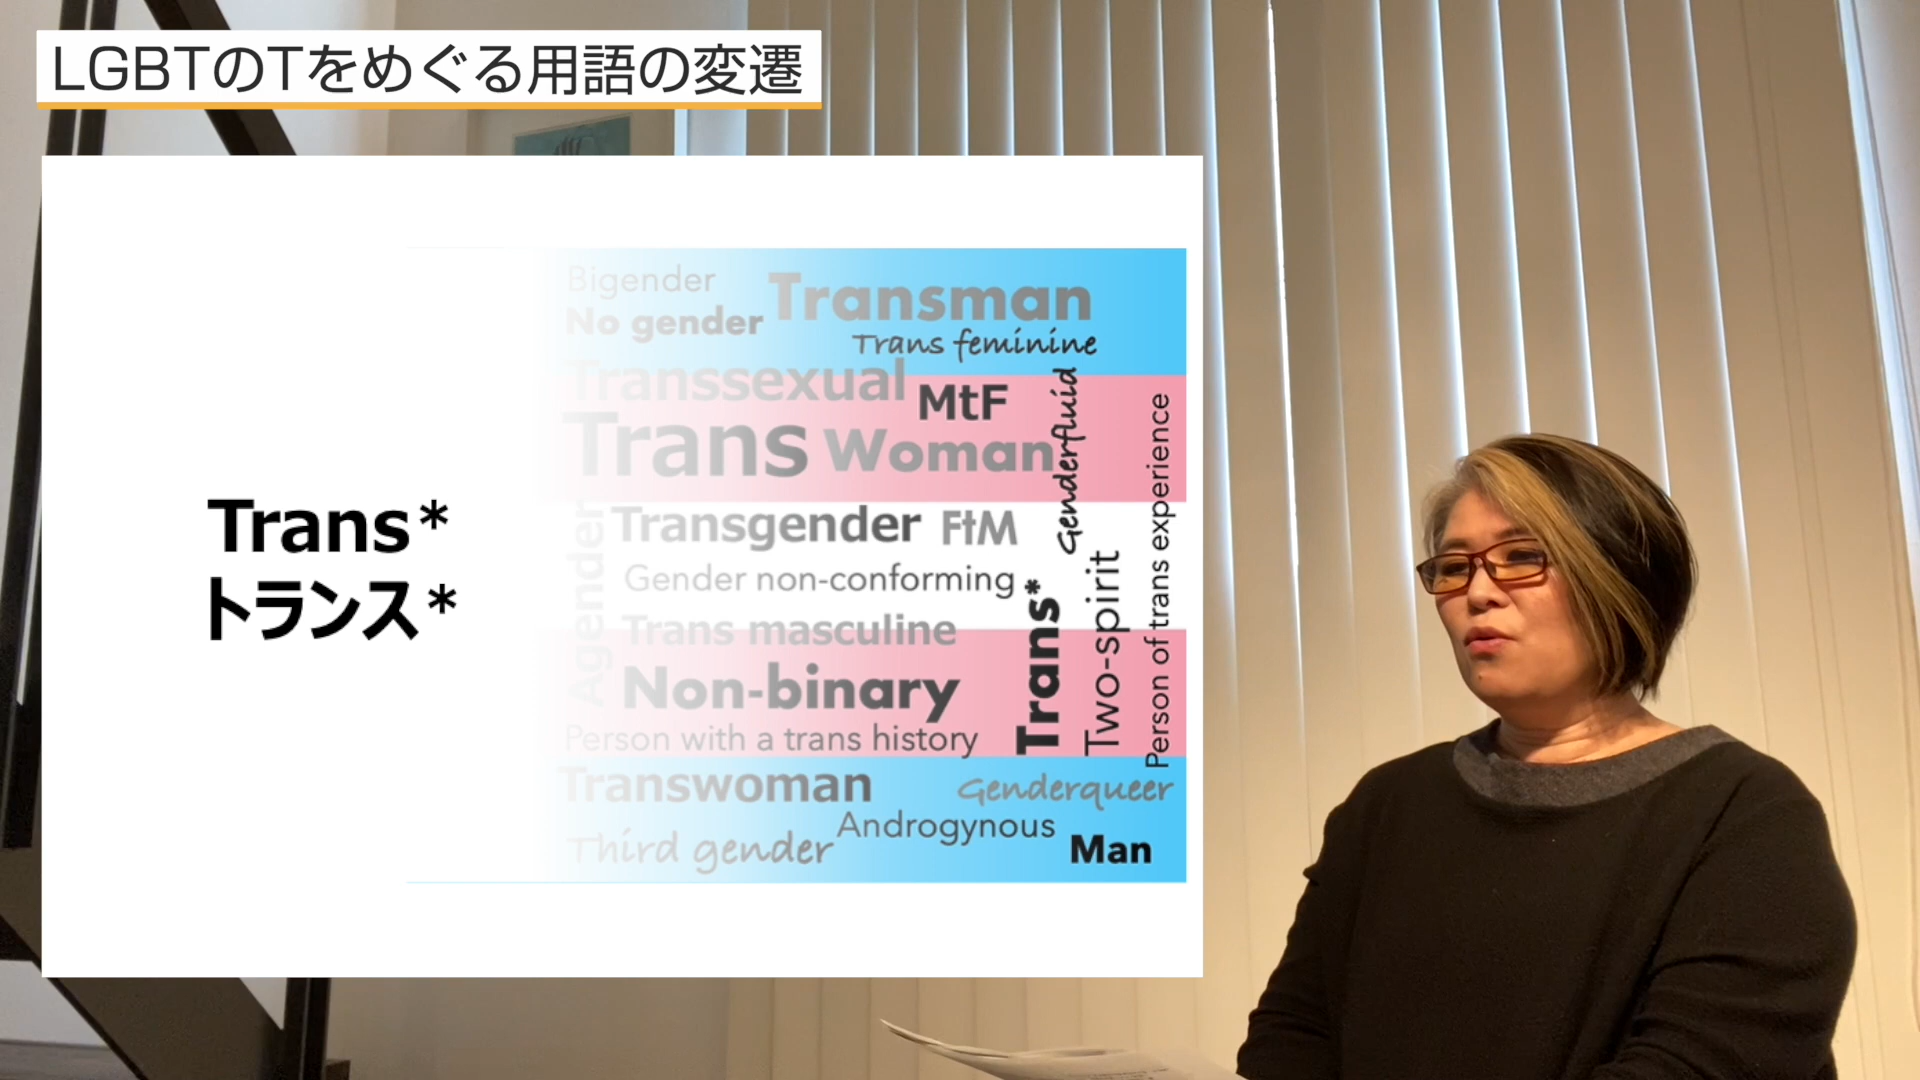 LGBTのTをめぐる用語の変遷
Trans*
トランス*
Bigender
Transman
No gender
Trans feminine
Transsexual
MtF
Trans Woman
Genderfluid
Person of trans experience
Agender
Transgender
FtM
Gender non-conforming
Trans*
Two-spirit
Trans masculine
Non-binary
Person with a trans history
Transwoman
Genderqueer
Androgynous
Third gender
Man